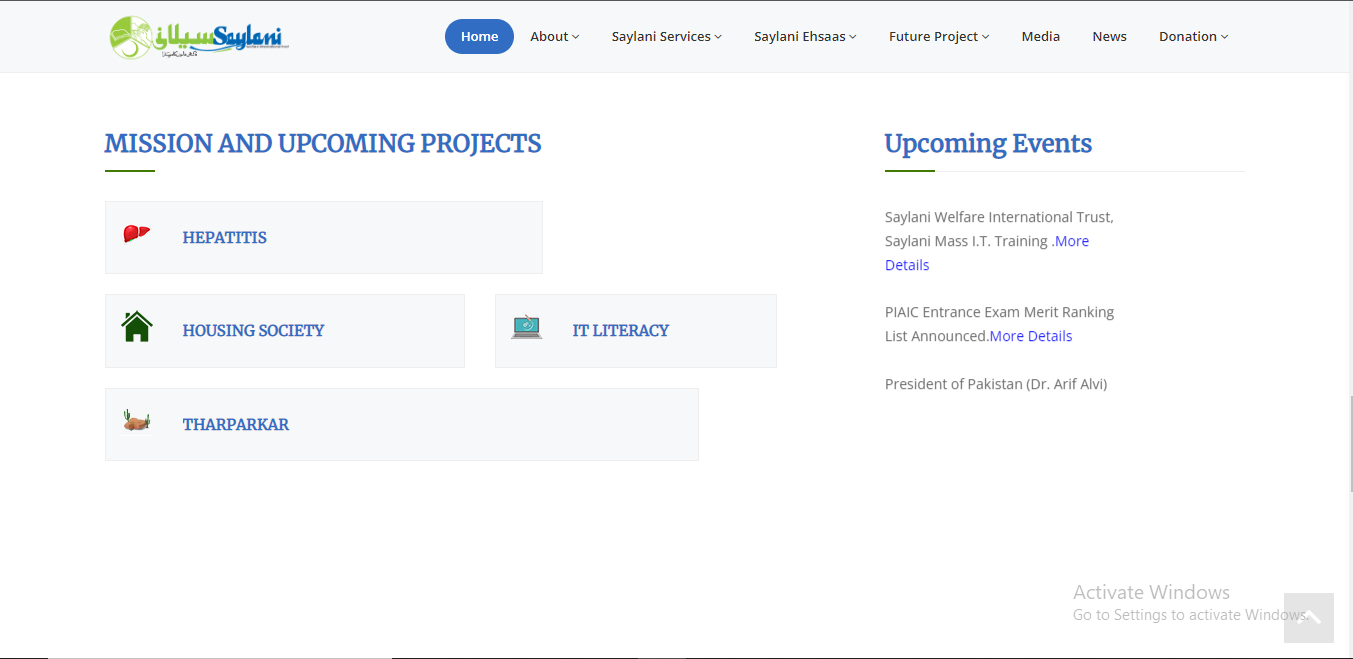 سیلانی Saylani
Home About Saylani Services Saylani Ehsaas Future Project Media News Donation
MISSION AND UPCOMING PROJECTS
HEPATITIS
HOUSING SOCIETY
IT LITERACY
THARPARKAR
Upcoming Events
Saylani Welfare International Trust,
Saylani Mass I.T. Training .More
Details
PIAIC Entrance Exam Merit Ranking
List Announced.More Details
President of Pakistan (Dr. Arif Alvi)
Activate Windows
Go to Settings to activate Windows.